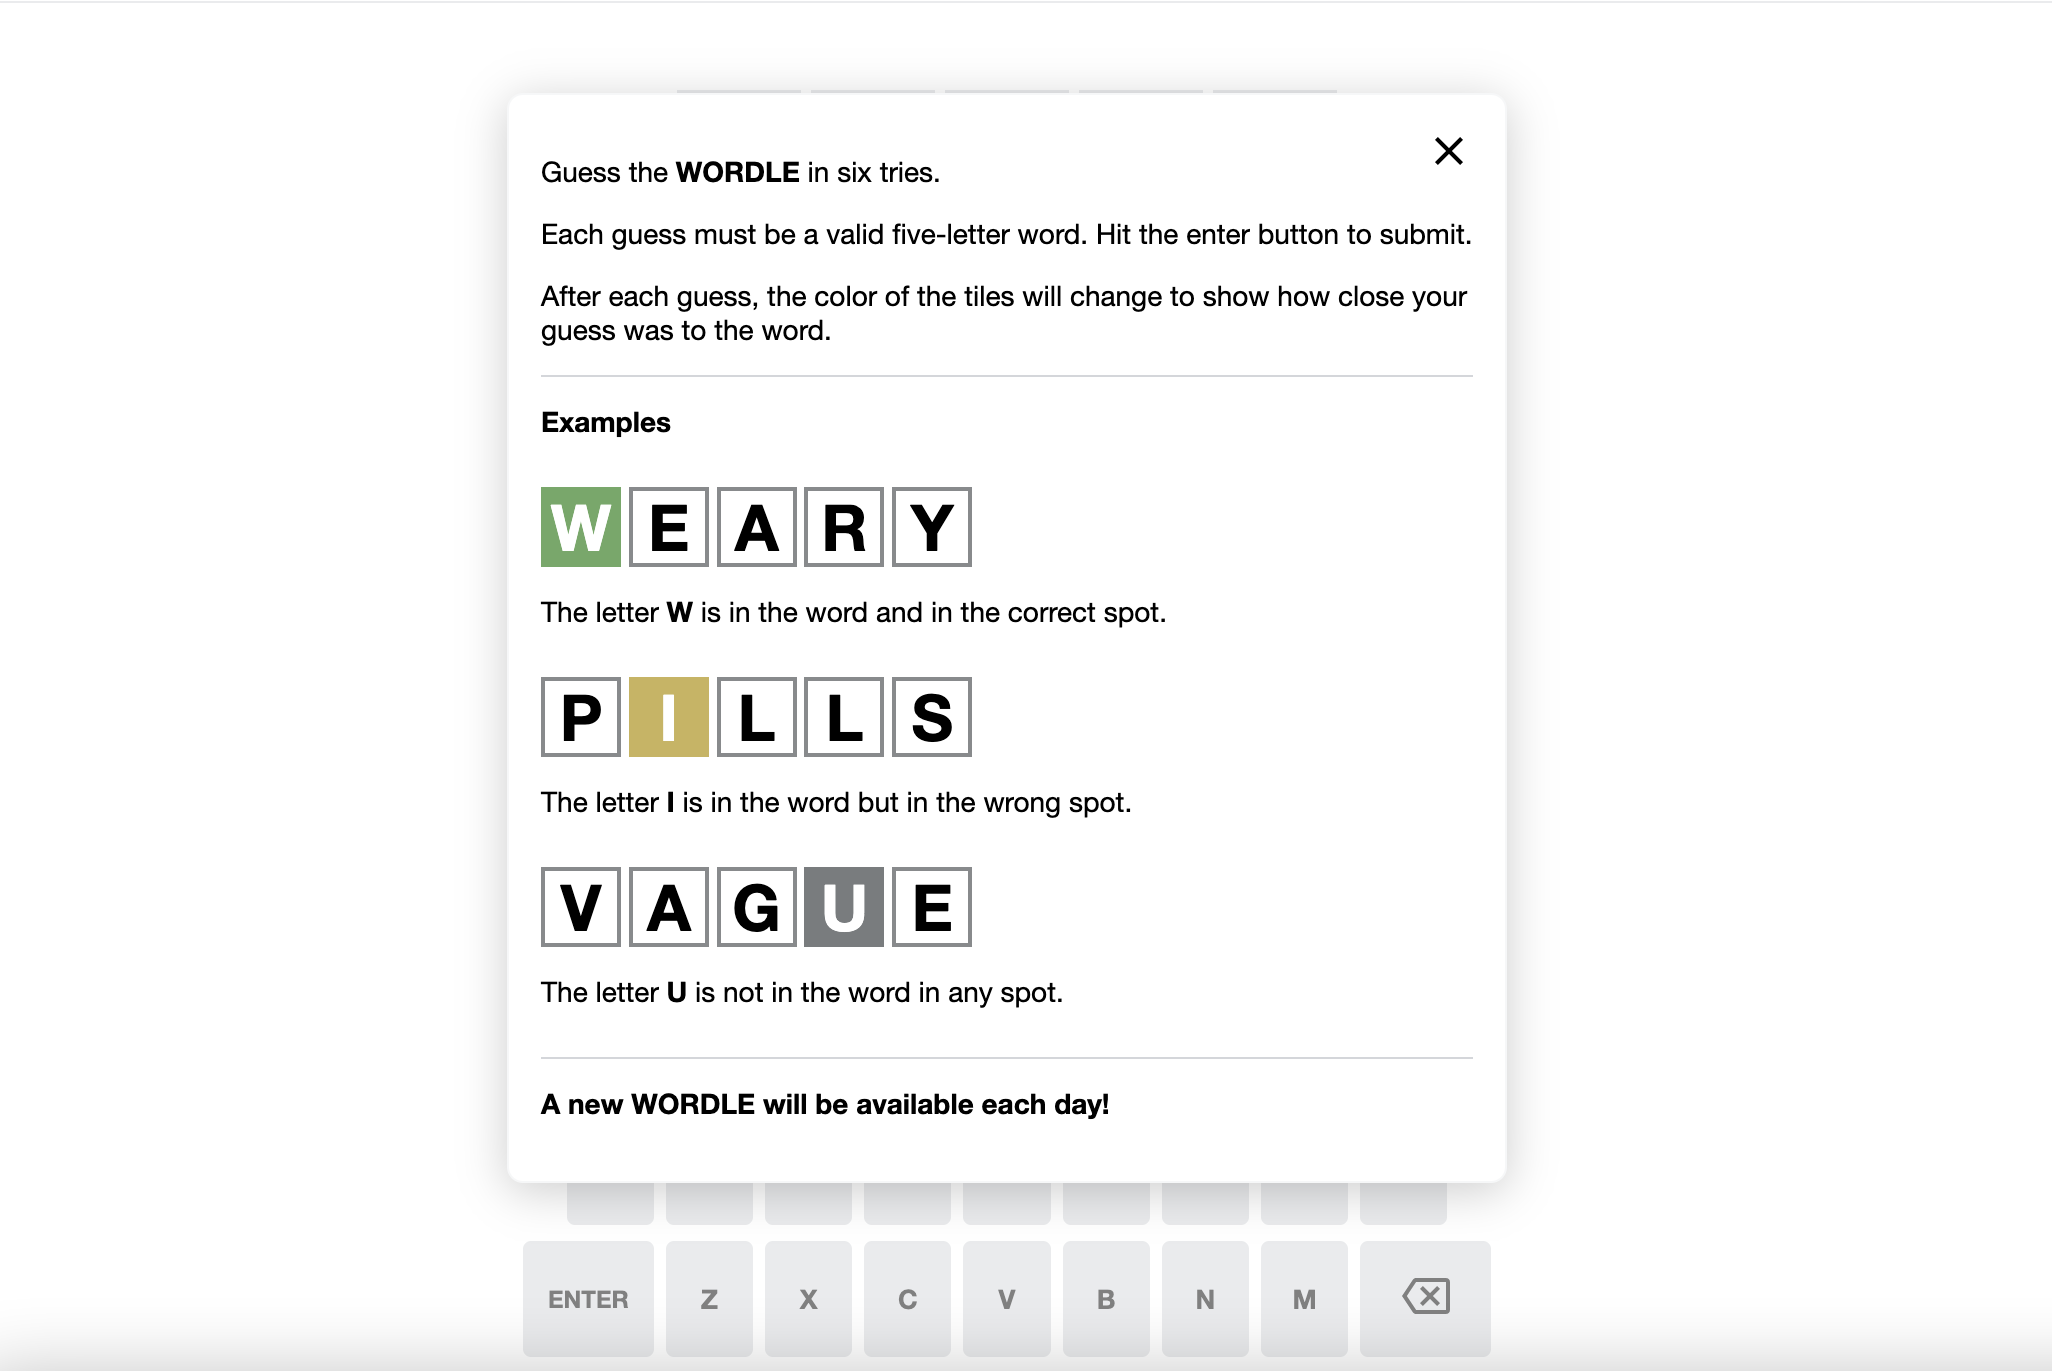 Guess the WORDLE in six tries.
Each guess must be a valid five-letter word. Hit the enter button to submit.
After each guess, the color of the tiles will change to show how close your
guess was to the word.
Examples
WEARY
The letter W is in the word and in the correct spot.
PILLS
The letter I is in the word but in the wrong spot.
VAGUE
The letter U is not in the word in any spot.
A new WORDLE will be available each day!
ENTER Z X C V B N M